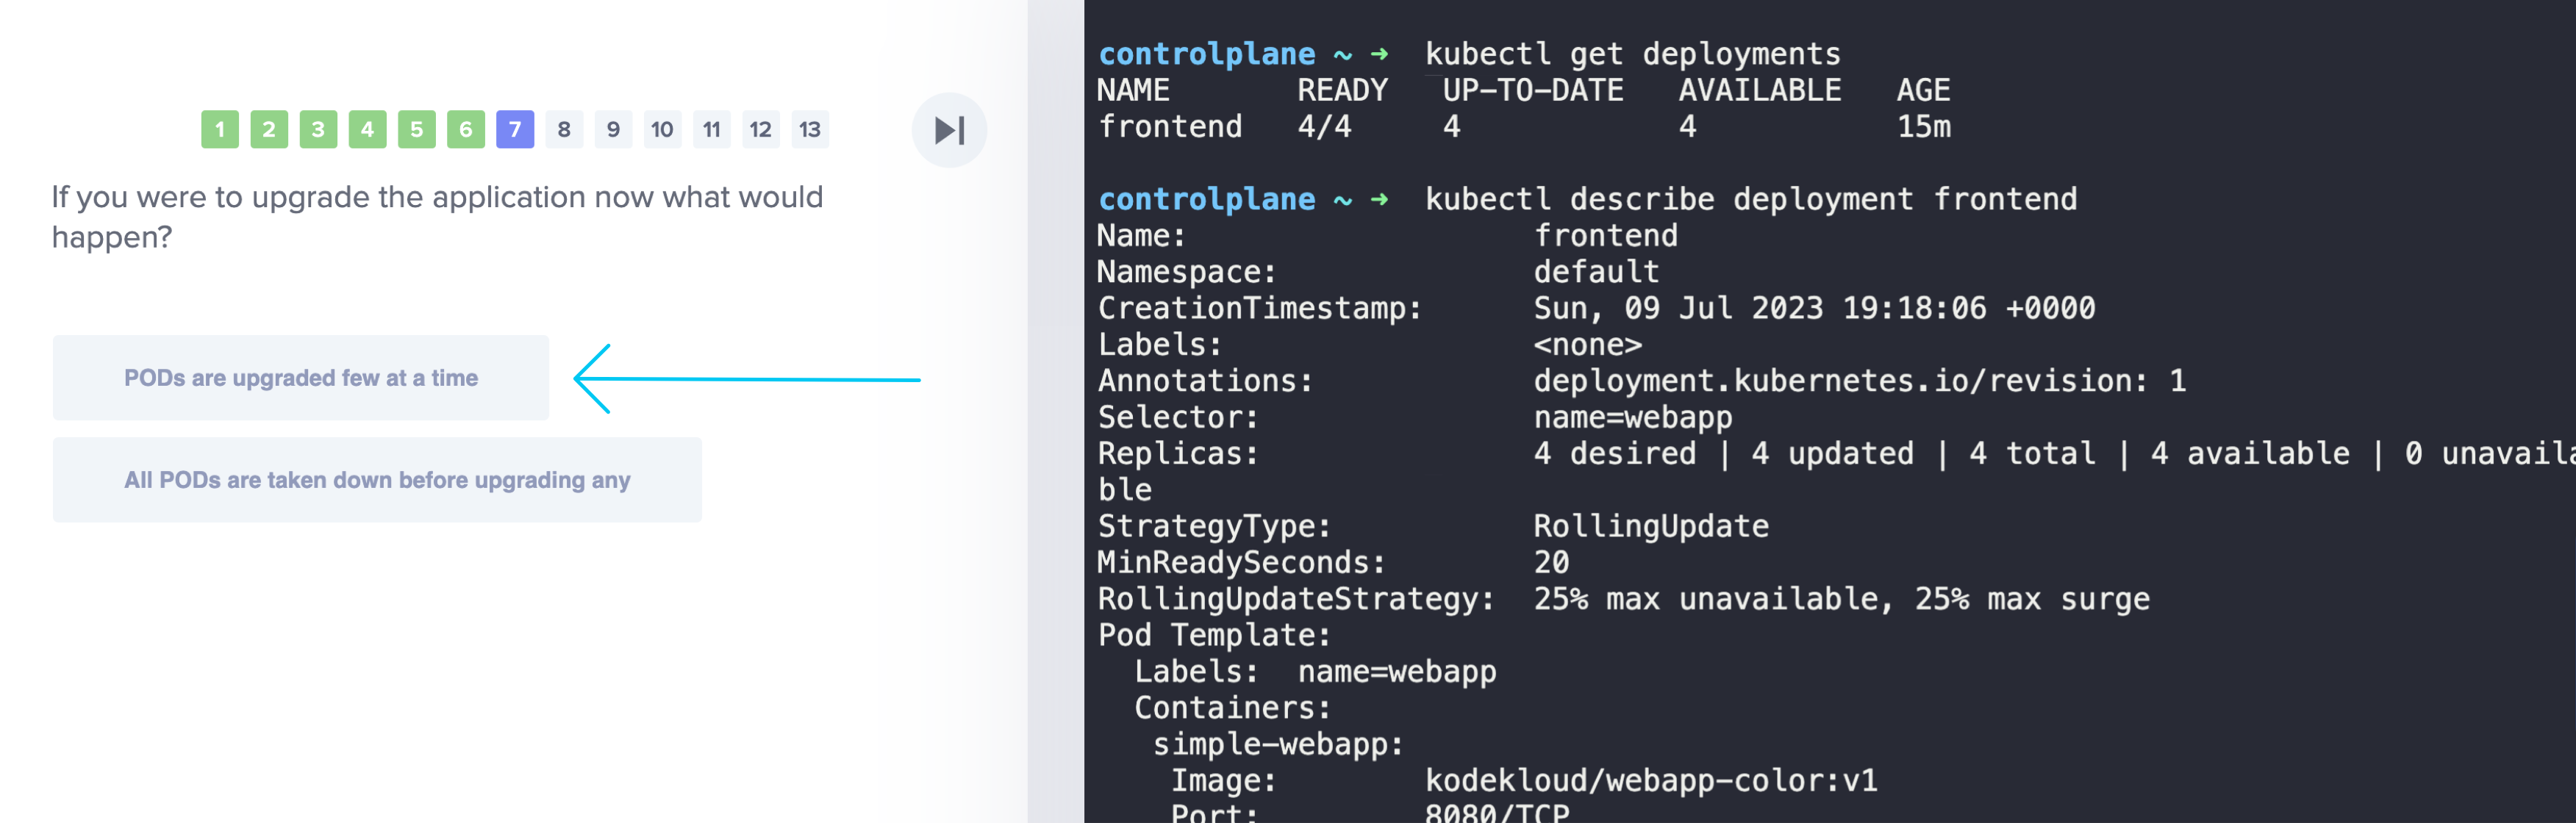 1 2 3 4 5 6 7 8 9 10 11 12 13
If you were to upgrade the application now what would
happen?
PODs are upgraded few at a time
All PODs are taken down before upgrading any
controlplane ~ ➜  kubectl get deployments
NAME       READY   UP-TO-DATE   AVAILABLE   AGE
frontend   4/4     4            4           15m
controlplane ~ ➜  kubectl describe deployment frontend
Name:                   frontend
Namespace:              default
CreationTimestamp:      Sun, 09 Jul 2023 19:18:06 +0000
Labels:                 <none>
Annotations:            deployment.kubernetes.io/revision: 1
Selector:               name=webapp
Replicas:               4 desired | 4 updated | 4 total | 4 available | 0 unavaila
ble
StrategyType:           RollingUpdate
MinReadySeconds:        20
RollingUpdateStrategy:  25% max unavailable, 25% max surge
Pod Template:
  Labels:  name=webapp
  Containers:
   simple-webapp:
    Image:        kodekloud/webapp-color:v1
    Port:         8080/TCP